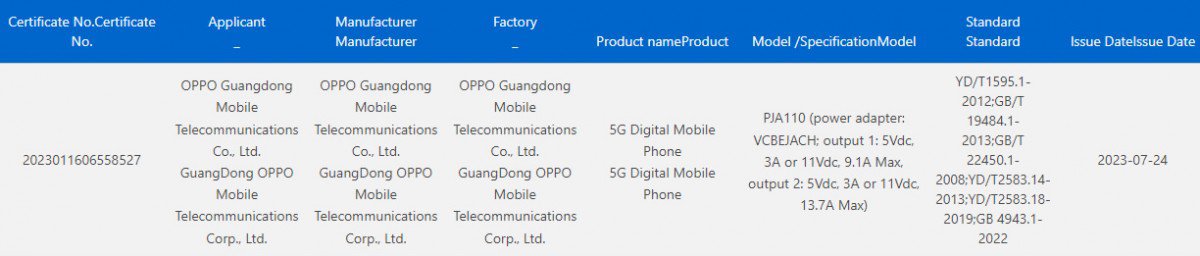 Certificate No.Certificate
No.
Applicant
_
Manufacturer
Manufacturer
Factory
_
Product nameProduct
Model /SpecificationModel
Standard
Standard
Issue DateIssue Date
2023011606558527
OPPO Guangdong
Mobile
Telecommunications
Co., Ltd.
GuangDong OPPO
Mobile
Telecommunications
Corp., Ltd.
OPPO Guangdong
Mobile
Telecommunications
Co., Ltd.
GuangDong OPPO
Mobile
Telecommunications
Corp., Ltd.
OPPO Guangdong
Mobile
Telecommunications
Co., Ltd.
GuangDong OPPO
Mobile
Telecommunications
Corp., Ltd.
5G Digital Mobile
Phone
5G Digital Mobile
Phone
PJA110 (power adapter:
VCBEJACH; output 1: 5Vdc,
3A or 11Vdc, 9.1A Max,
output 2: 5Vdc, 3A or 11Vdc,
13.7A Max)
YD/T1595.1-
2012;GB/T
19484.1-
2013;GB/T
22450.1-
2008;YD/T2583.14-
2013;YD/T2583.18-
2019;GB 4943.1-
2022
2023-07-24